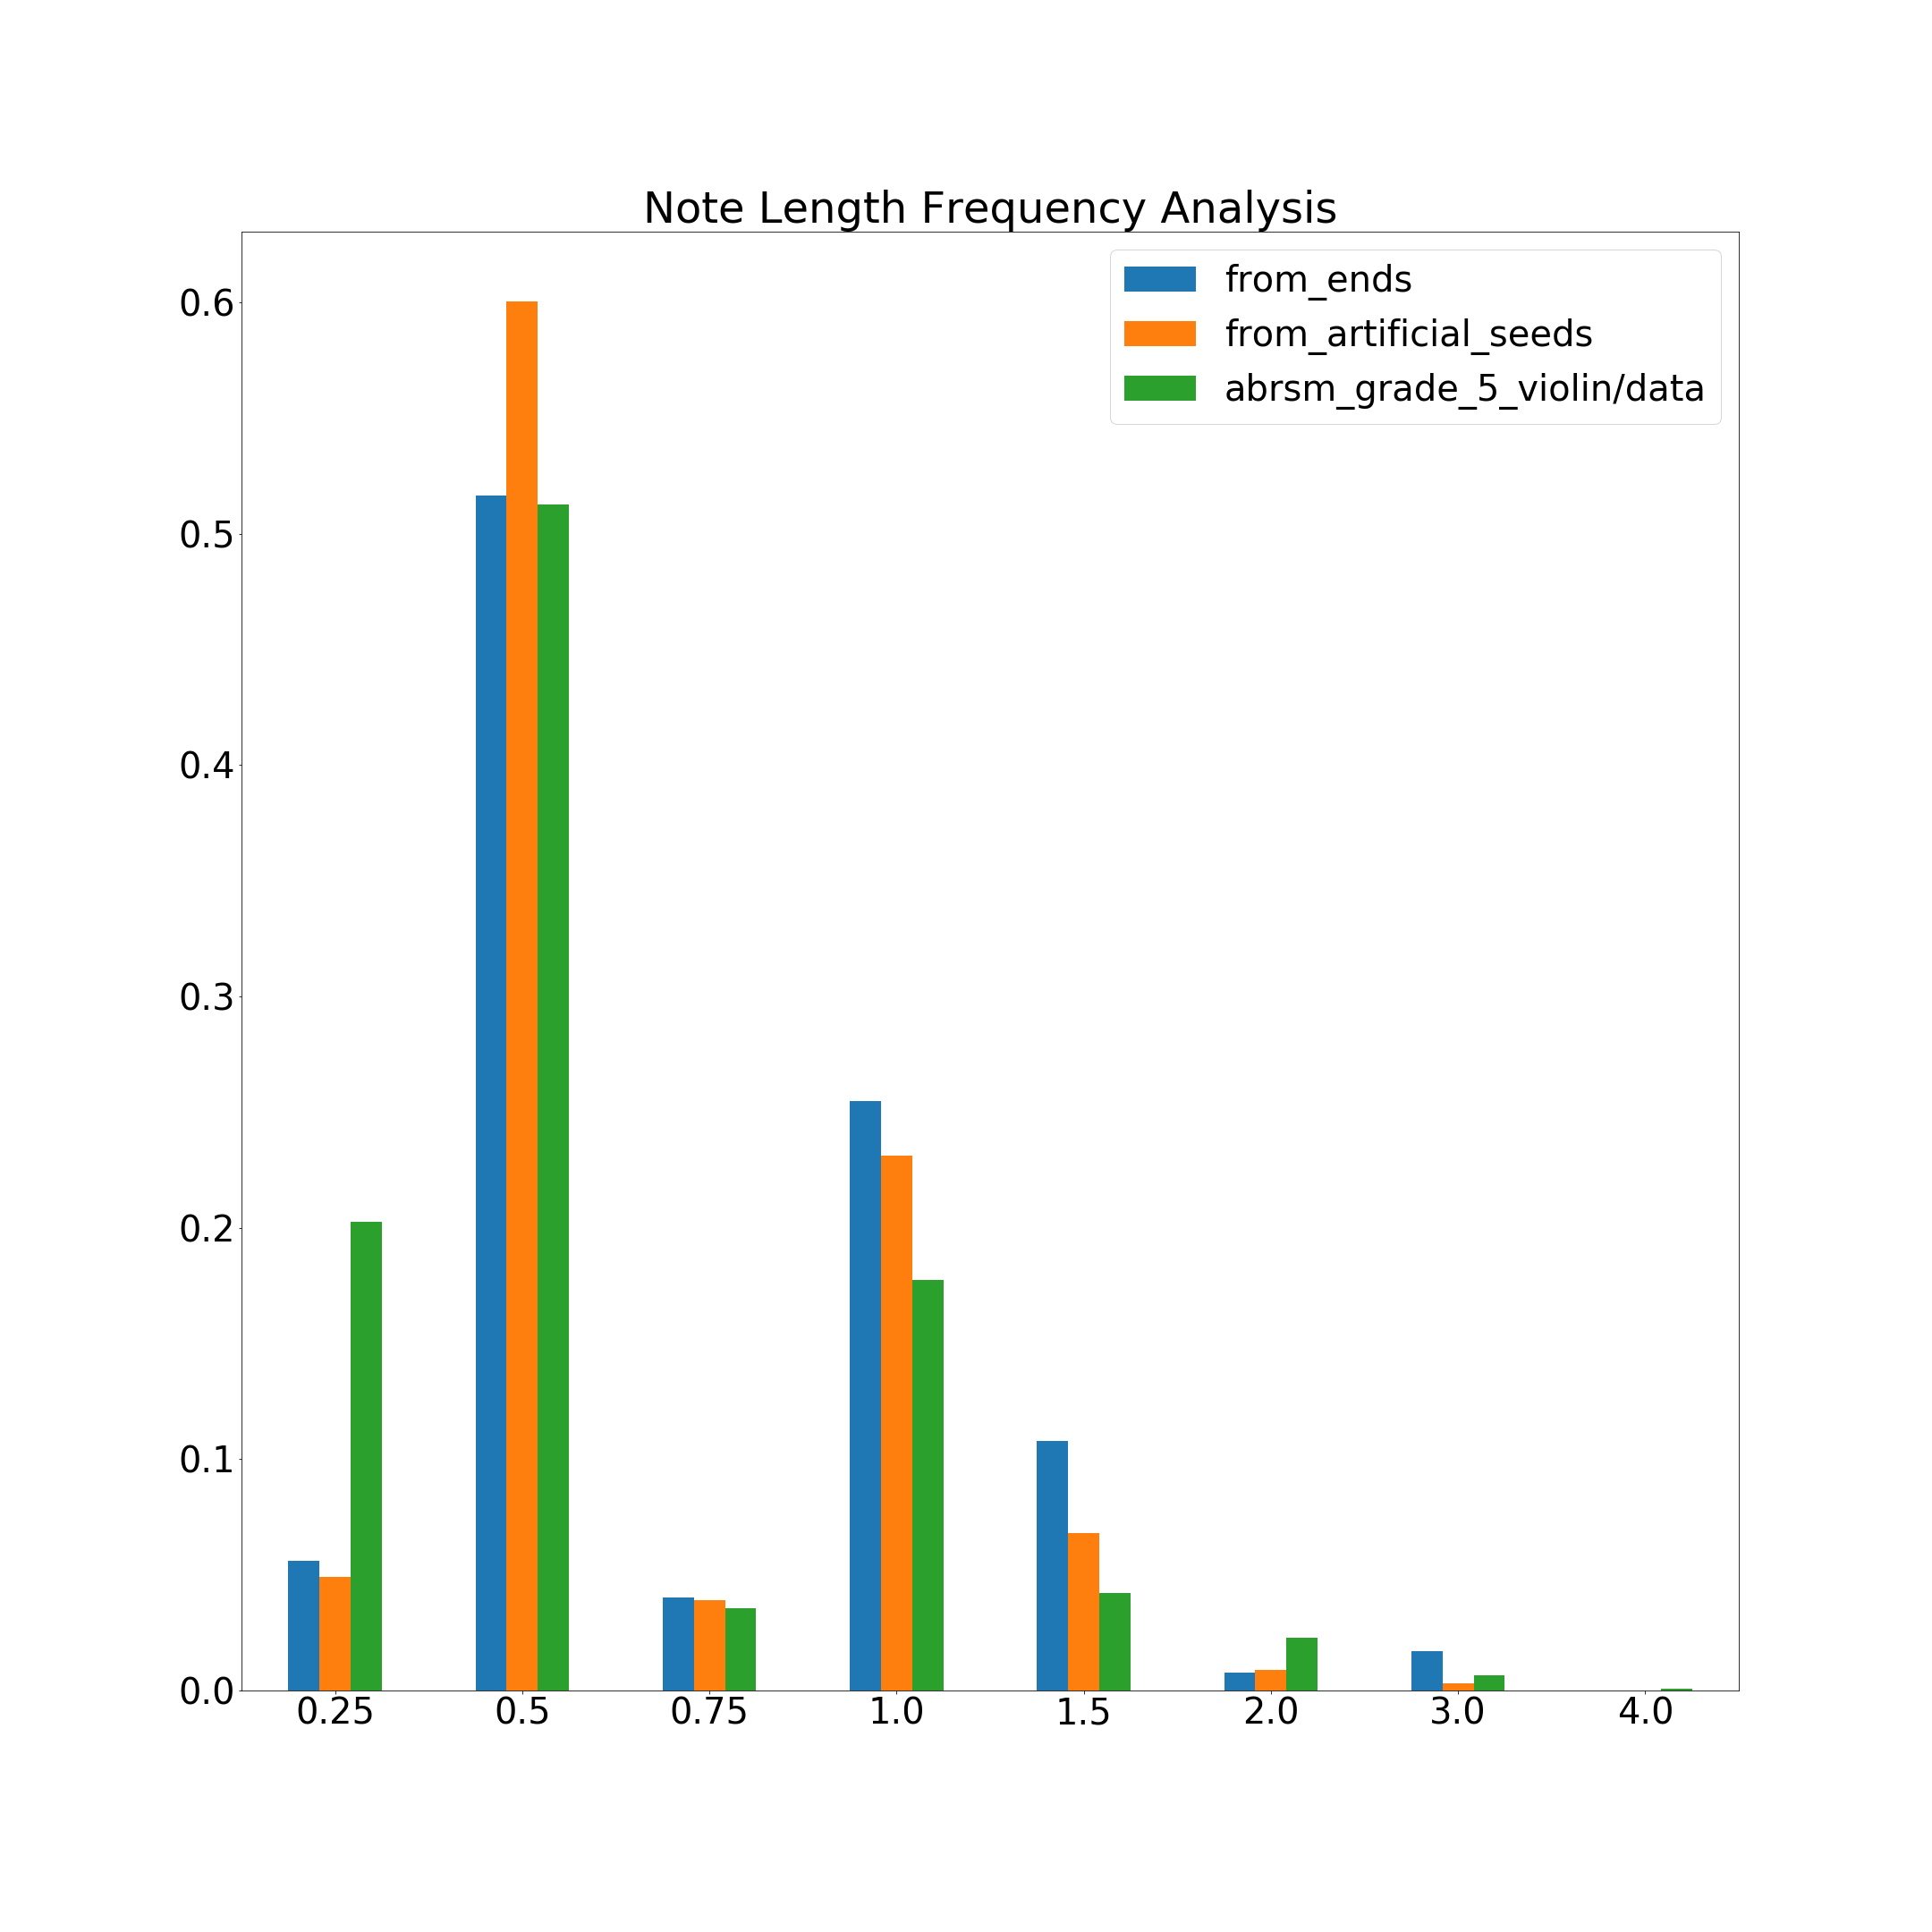 Note Length Frequency Analysis
from_ends
from_artificial_seeds
abrsm_grade_5_violin/data
0.6
0.5
0.4
0.3
0.2
0.1
0.0
0.25 0.5 0.75 1.0 1.5 2.0 3.0 4.0